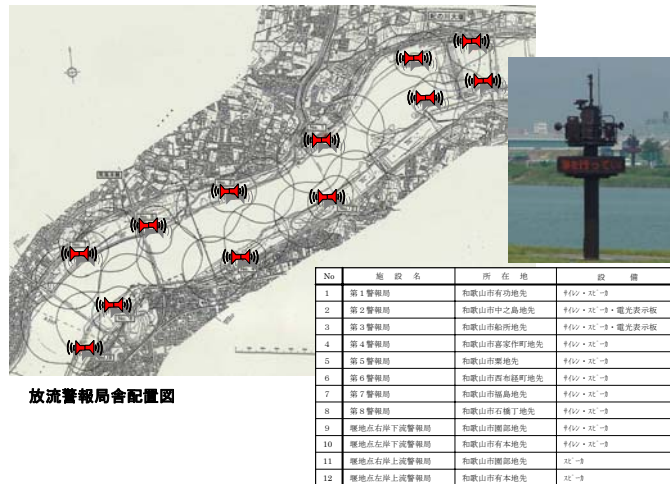 紀の川大堰
を行ってい
放流警報局舎配置図
No 施設名 所在地 設備
1 第1警報局 和歌山市有功地先 サイレン・スピーカ
2 第2警報局 和歌山市中之島地先 サイレン・スピーカ・電光表示板
3 第3警報局 和歌山市船所地先 サイレン・スピーカ・電光表示板
4 第4警報局 和歌山市喜家作町地先 サイレン・スピーカ
5 第5警報局 和歌山市粟地先 サイレン・スピーカ
6 第6警報局 和歌山市西布経町地先 サイレン・スピーカ
7 第7警報局 和歌山市福島地先 サイレン・スピーカ
8 第8警報局 和歌山市石橋丁地先 サイレン・スピーカ
9 堰地点右岸下流警報局 和歌山市園部地先 サイレン・スピーカ
10 堰地点左岸下流警報局 和歌山市有本地先 サイレン・スピーカ
11 堰地点右岸上流警報局 和歌山市園部地先 スピーカ
12 堰地点左岸上流警報局 和歌山市有本地先 スピーカ